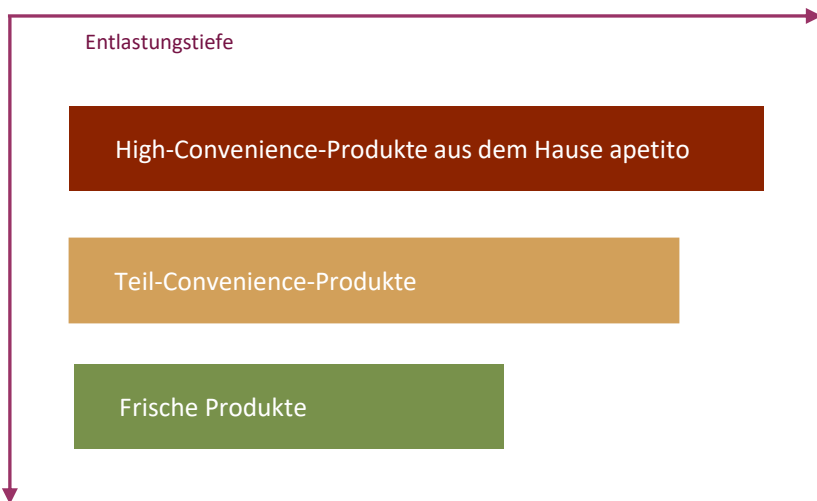 Entlastungstiefe
High-Convenience-Produkte aus dem Hause apetito
Teil-Convenience-Produkte
Frische Produkte